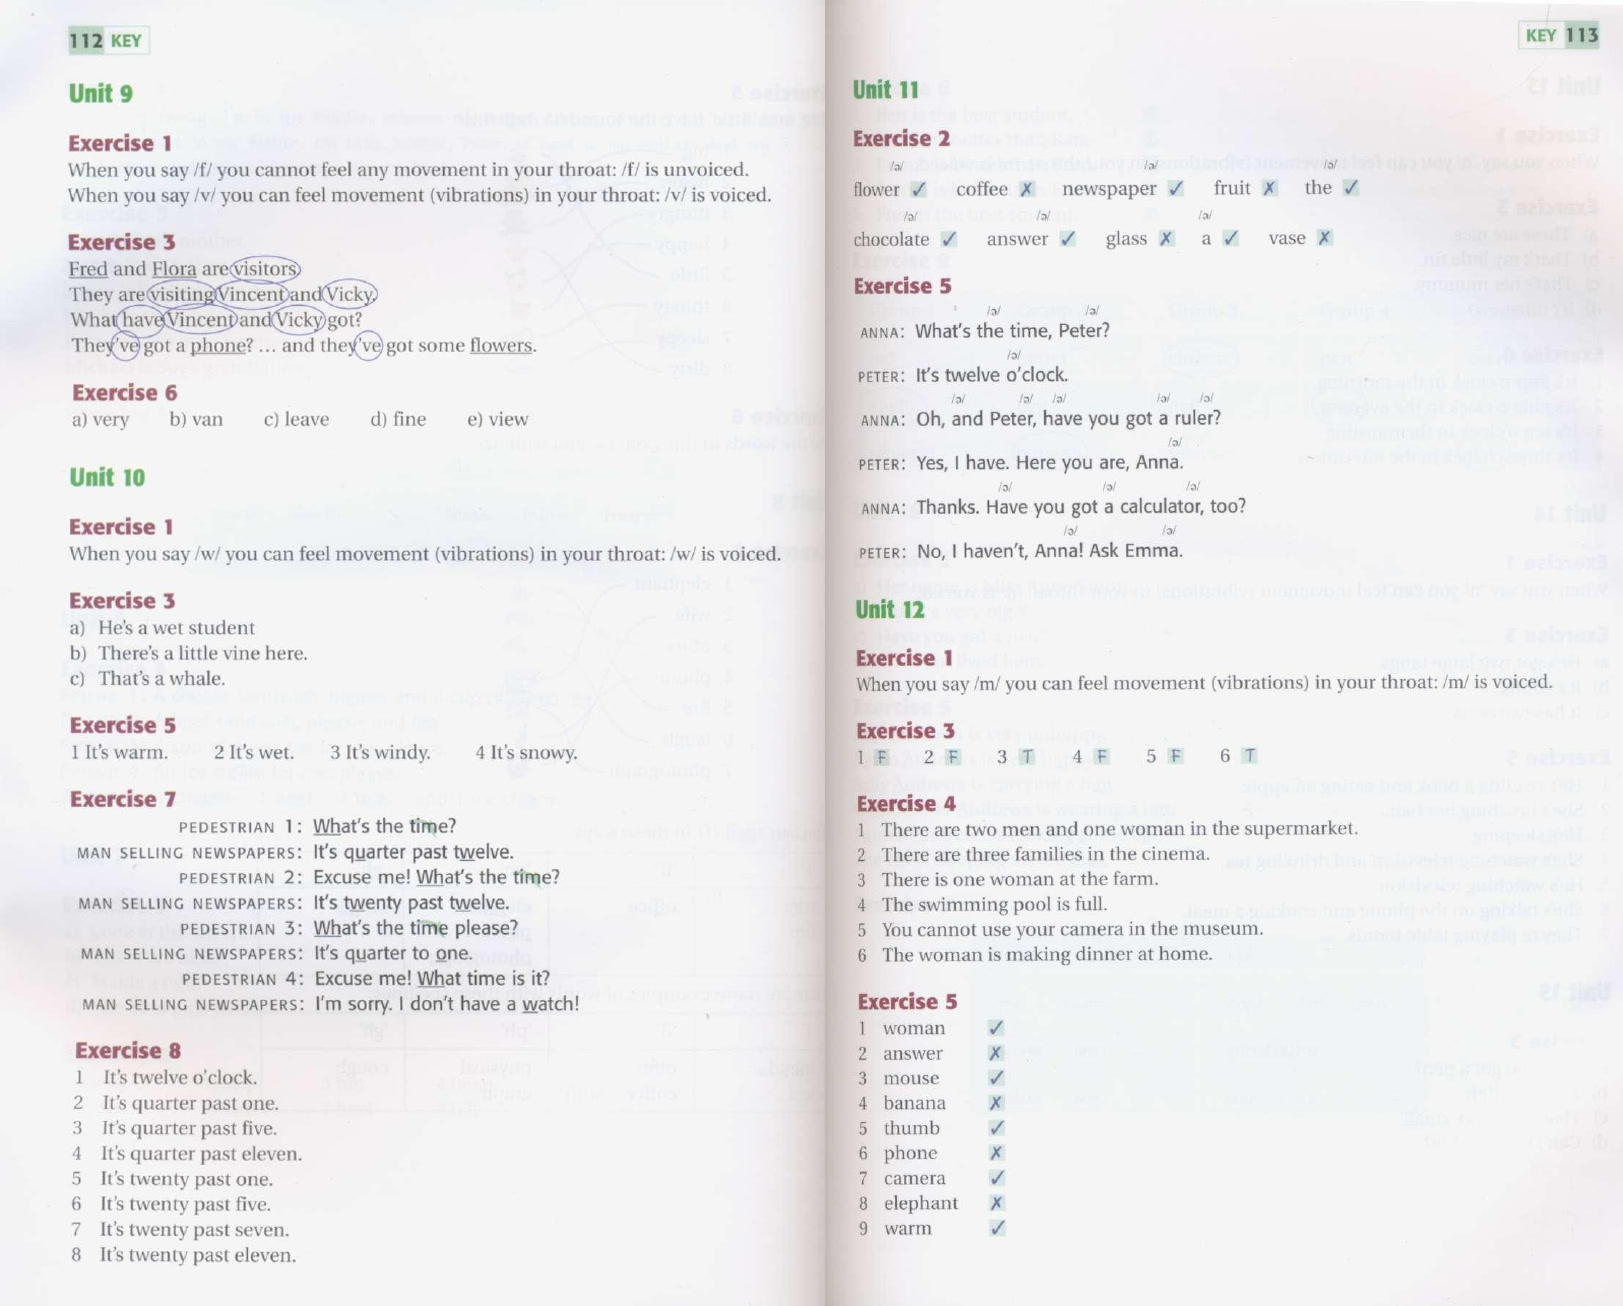 112 KEY
Unit 9
Exercise 1
When you say /f/ you cannot feel any movement in your throat: /f/ is unvoiced.
When you say /v/ you can feel movement (vibrations) in your throat: /v/ is voiced.
Exercise 3
Fred and Flora are visitors.
They are visiting Vincent and Vicky.
What have Vincent and Vicky got?
They've got a phone? ... and they've got some flowers.
Exercise 6
a) very b) van c) leave d) fine e) view
Unit 10
Exercise 1
When you say /w/ you can feel movement (vibrations) in your throat: /w/ is voiced.
Exercise 3
a) He's a wet student
b) There's a little vine here.
c) That's a whale.
Exercise 5
1 It's warm. 2 It's wet. 3 It's windy. 4 It's snowy.
Exercise 7
PEDESTRIAN 1: What's the time?
MAN SELLING NEWSPAPERS: It's quarter past twelve.
PEDESTRIAN 2: Excuse me! What's the time?
MAN SELLING NEWSPAPERS: It's twenty past twelve.
PEDESTRIAN 3: What's the time please?
MAN SELLING NEWSPAPERS: It's quarter to one.
PEDESTRIAN 4: Excuse me! What time is it?
MAN SELLING NEWSPAPERS: I'm sorry. I don't have a watch!
Exercise 8
1 It's twelve o'clock.
2 It's quarter past one.
3 It's quarter past five.
4 It's quarter past eleven.
5 It's twenty past one.
6 It's twenty past five.
7 It's twenty past seven.
8 It's twenty past eleven.
KEY 113
Unit 11
Exercise 2
/ə/ /ə/ /ə/
flower ✓ coffee ✗ newspaper ✓ fruit ✗ the ✓
/ə/ /ə/ /ə/
chocolate ✓ answer ✓ glass ✗ a ✓ vase ✗
Exercise 5
/ə/ /ə/
ANNA: What's the time, Peter?
/ə/
PETER: It's twelve o'clock.
/ə/ /ə/ /ə/ /ə/ /ə/
ANNA: Oh, and Peter, have you got a ruler?
/ə/
PETER: Yes, I have. Here you are, Anna.
/ə/ /ə/ /ə/
ANNA: Thanks. Have you got a calculator, too?
/ə/ /ə/
PETER: No, I haven't, Anna! Ask Emma.
Unit 12
Exercise 1
When you say /m/ you can feel movement (vibrations) in your throat: /m/ is voiced.
Exercise 3
1 F 2 F 3 T 4 F 5 F 6 T
Exercise 4
1 There are two men and one woman in the supermarket.
2 There are three families in the cinema.
3 There is one woman at the farm.
4 The swimming pool is full.
5 You cannot use your camera in the museum.
6 The woman is making dinner at home.
Exercise 5
1 woman ✓
2 answer ✗
3 mouse ✓
4 banana ✗
5 thumb ✓
6 phone ✗
7 camera ✓
8 elephant ✗
9 warm ✓